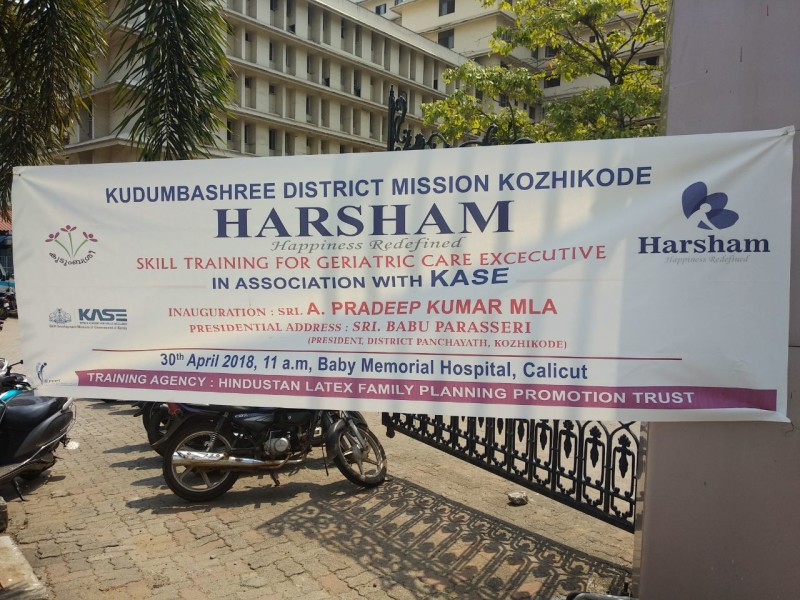 KUDUMBASHREE DISTRICT MISSION KOZHIKODE
HARSHAM
Happiness Redefined
SKILL TRAINING FOR GERIATRIC CARE EXCECUTIVE
IN ASSOCIATION WITH KASE
INAUGURATION : SRI. A. PRADEEP KUMAR MLA
PRESIDENTIAL ADDRESS : SRI. BABU PARASSERI
(PRESIDENT, DISTRICT PANCHAYATH, KOZHIKODE)
30th April 2018, 11 a.m, Baby Memorial Hospital, Calicut
TRAINING AGENCY : HINDUSTAN LATEX FAMILY PLANNING PROMOTION TRUST
KASE
Harsham
Happiness Redefined